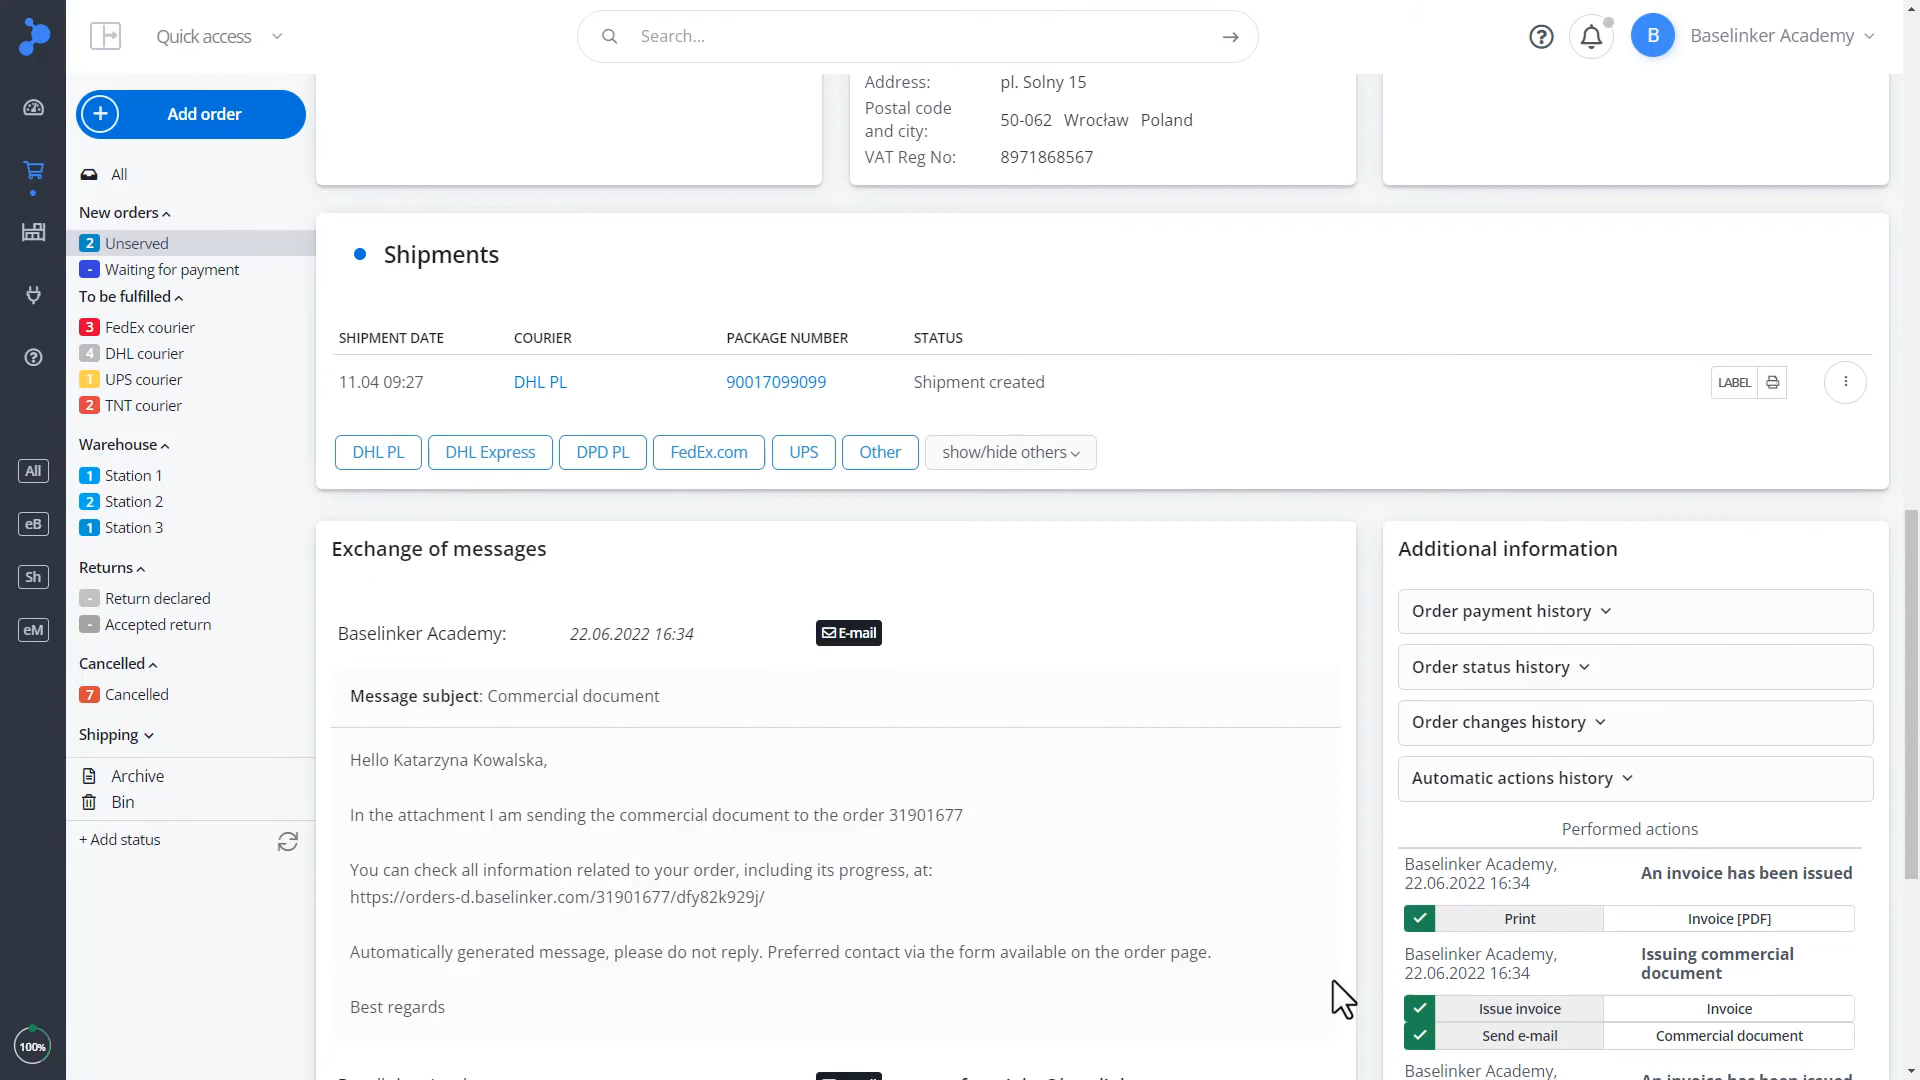 Quick access
Search...
B
Baselinker Academy
Add order
All
New orders
2 Unserved
- Waiting for payment
To be fulfilled
3 FedEx courier
4 DHL courier
1 UPS courier
2 TNT courier
Warehouse
1 Station 1
2 Station 2
1 Station 3
Returns
- Return declared
- Accepted return
Cancelled
7 Cancelled
Shipping
Archive
Bin
+ Add status
All
eB
Sh
eM
100%
Address: pl. Solny 15
Postal code and city: 50-062 Wrocław Poland
VAT Reg No: 8971868567
Shipments
SHIPMENT DATE COURIER PACKAGE NUMBER STATUS
11.04 09:27 DHL PL 90017099099 Shipment created LABEL
DHL PL DHL Express DPD PL FedEx.com UPS Other show/hide others
Exchange of messages
Baselinker Academy: 22.06.2022 16:34 E-mail
Message subject: Commercial document
Hello Katarzyna Kowalska,
In the attachment I am sending the commercial document to the order 31901677
You can check all information related to your order, including its progress, at:
https://orders-d.baselinker.com/31901677/dfy82k929j/
Automatically generated message, please do not reply. Preferred contact via the form available on the order page.
Best regards
Additional information
Order payment history
Order status history
Order changes history
Automatic actions history
Performed actions
Baselinker Academy, 22.06.2022 16:34 An invoice has been issued
Print Invoice [PDF]
Baselinker Academy, 22.06.2022 16:34 Issuing commercial document
Issue invoice Invoice
Send e-mail Commercial document
Baselinker Academy, An invoice has been issued